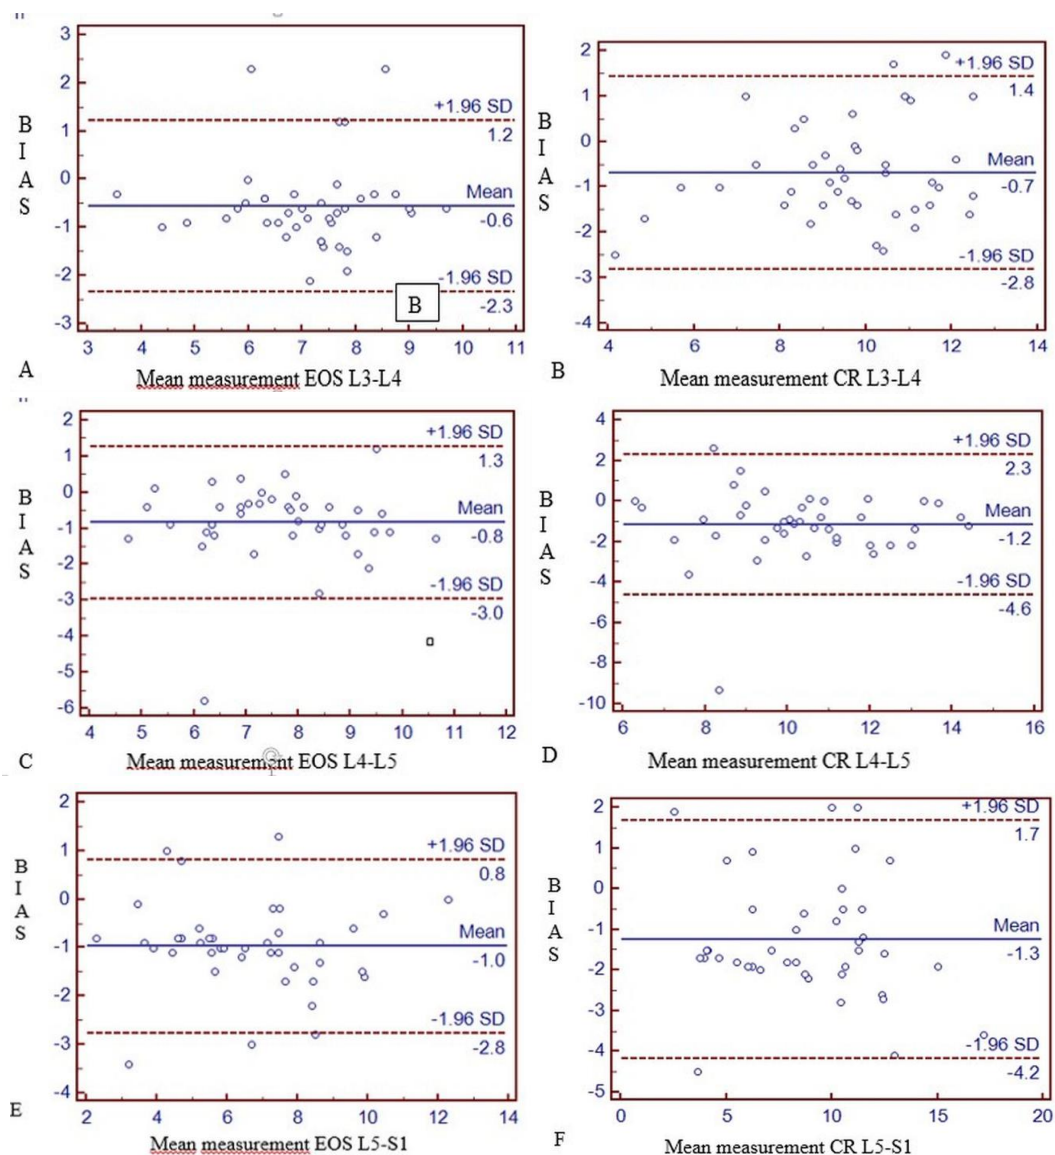 3
2
1
0
-1
-2
-3
B
I
A
S
+1.96 SD
1.2
Mean
-0.6
-1.96 SD
-2.3
B
3 4 5 6 7 8 9 10 11
A
Mean measurement EOS L3-L4
2
1
0
-1
-2
-3
-4
B
I
A
S
+1.96 SD
1.4
Mean
-0.7
-1.96 SD
-2.8
4 6 8 10 12 14
B
Mean measurement CR L3-L4
2
1
0
-1
-2
-3
-4
-5
-6
B
I
A
S
+1.96 SD
1.3
Mean
-0.8
-1.96 SD
-3.0
4 5 6 7 8 9 10 11 12
C
Mean measurement EOS L4-L5
4
2
0
-2
-4
-6
-8
-10
B
I
A
S
+1.96 SD
2.3
Mean
-1.2
-1.96 SD
-4.6
6 8 10 12 14 16
D
Mean measurement CR L4-L5
2
1
0
-1
-2
-3
-4
B
I
A
S
+1.96 SD
0.8
Mean
-1.0
-1.96 SD
-2.8
2 4 6 8 10 12 14
E
Mean measurement EOS L5-S1
2
1
0
-1
-2
-3
-4
-5
B
I
A
S
+1.96 SD
1.7
Mean
-1.3
-1.96 SD
-4.2
0 5 10 15 20
F
Mean measurement CR L5-S1